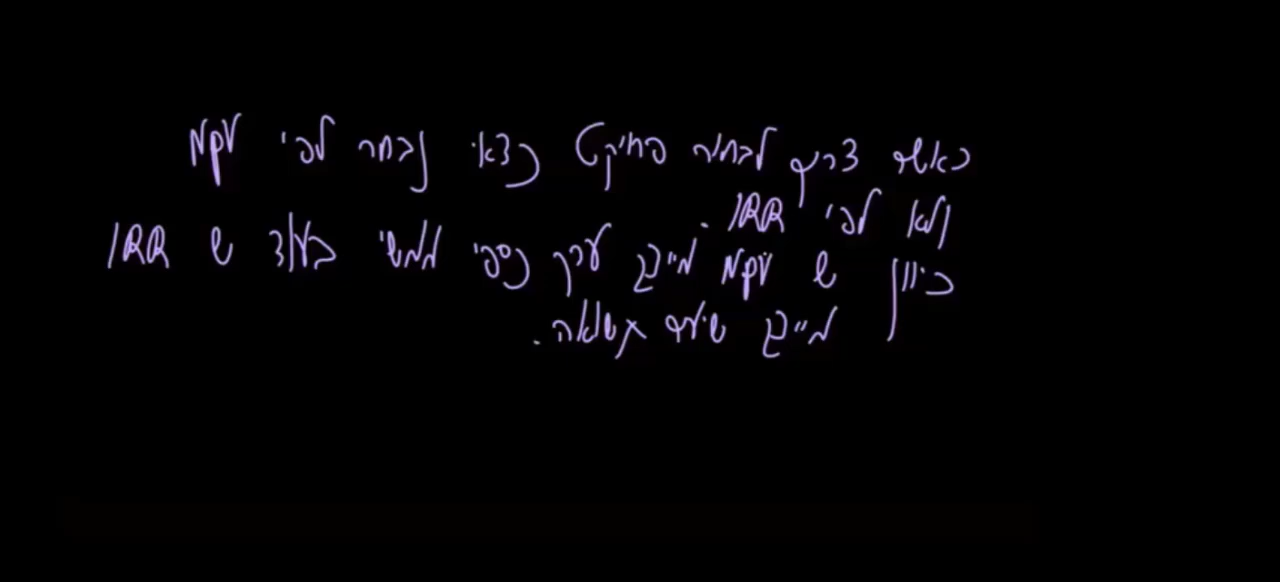 כאשר צריך לבחור פרויקט כדאי נבחר לפי NPV
ולא לפי IRR.
כיוון ש NPV מייצג ערך כספי ממשי בעוד ש IRR
מייצג שיעור תשואה.